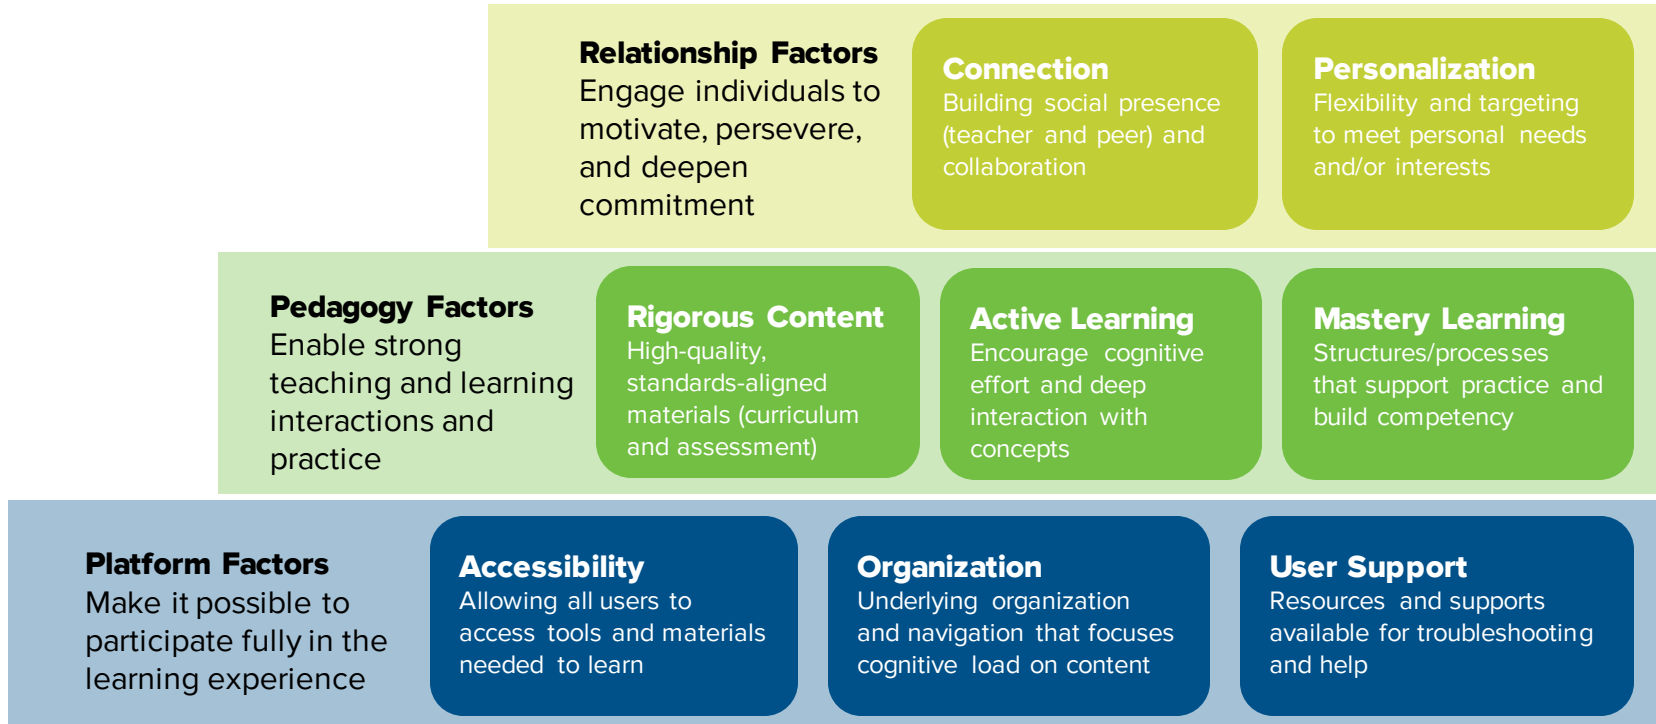 Relationship Factors
Engage individuals to
motivate, persevere,
and deepen
commitment
Connection
Building social presence
(teacher and peer) and
collaboration
Personalization
Flexibility and targeting
to meet personal needs
and/or interests
Pedagogy Factors
Enable strong
teaching and learning
interactions and
practice
Rigorous Content
High-quality,
standards-aligned
materials (curriculum
and assessment)
Active Learning
Encourage cognitive
effort and deep
interaction with
concepts
Mastery Learning
Structures/processes
that support practice and
build competency
Platform Factors
Make it possible to
participate fully in the
learning experience
Accessibility
Allowing all users to
access tools and materials
needed to learn
Organization
Underlying organization
and navigation that focuses
cognitive load on content
User Support
Resources and supports
available for troubleshooting
and help